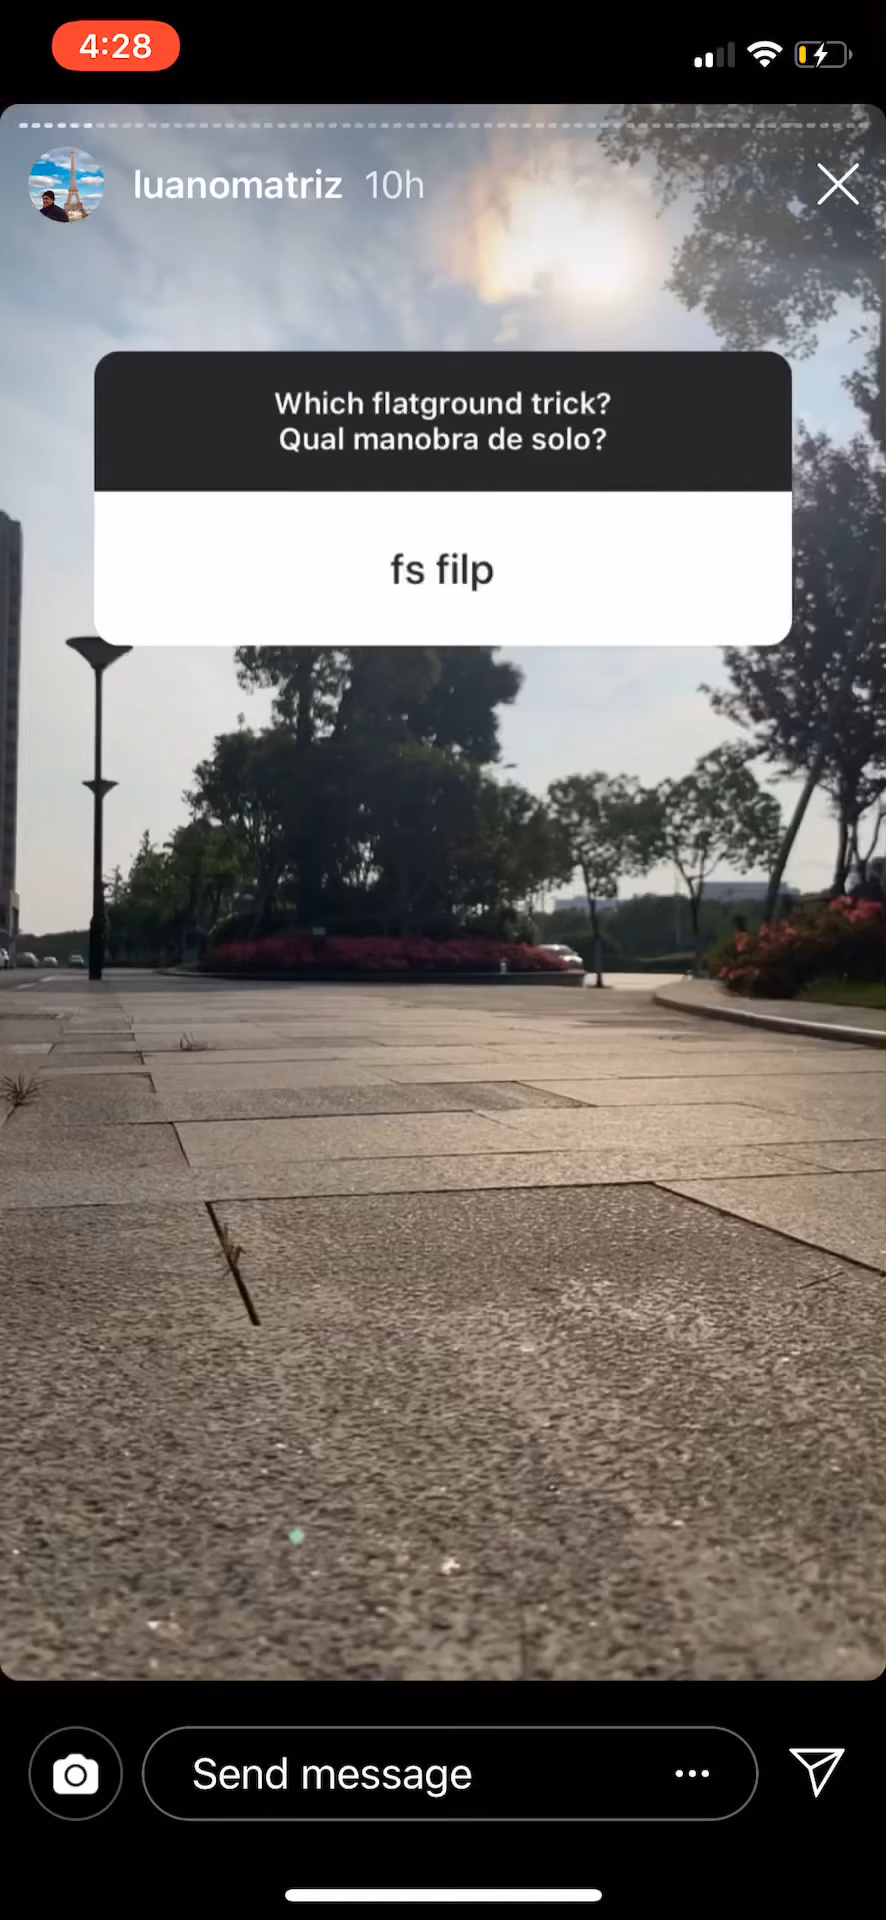 4:28
luanomatriz 10h
Which flatground trick?
Qual manobra de solo?
fs filp
Send message